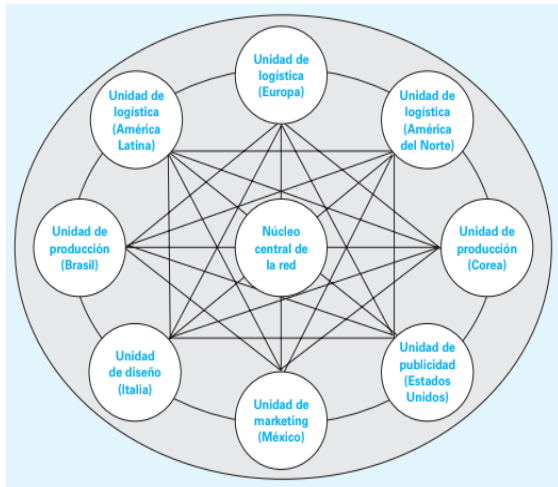 Unidad de
logística
(Europa)
Unidad de
logística
(América
Latina)
Unidad de
logística
(América
del Norte)
Unidad de
producción
(Brasil)
Núcleo
central de
la red
Unidad de
producción
(Corea)
Unidad
de diseño
(Italia)
Unidad de
publicidad
(Estados
Unidos)
Unidad de
marketing
(México)